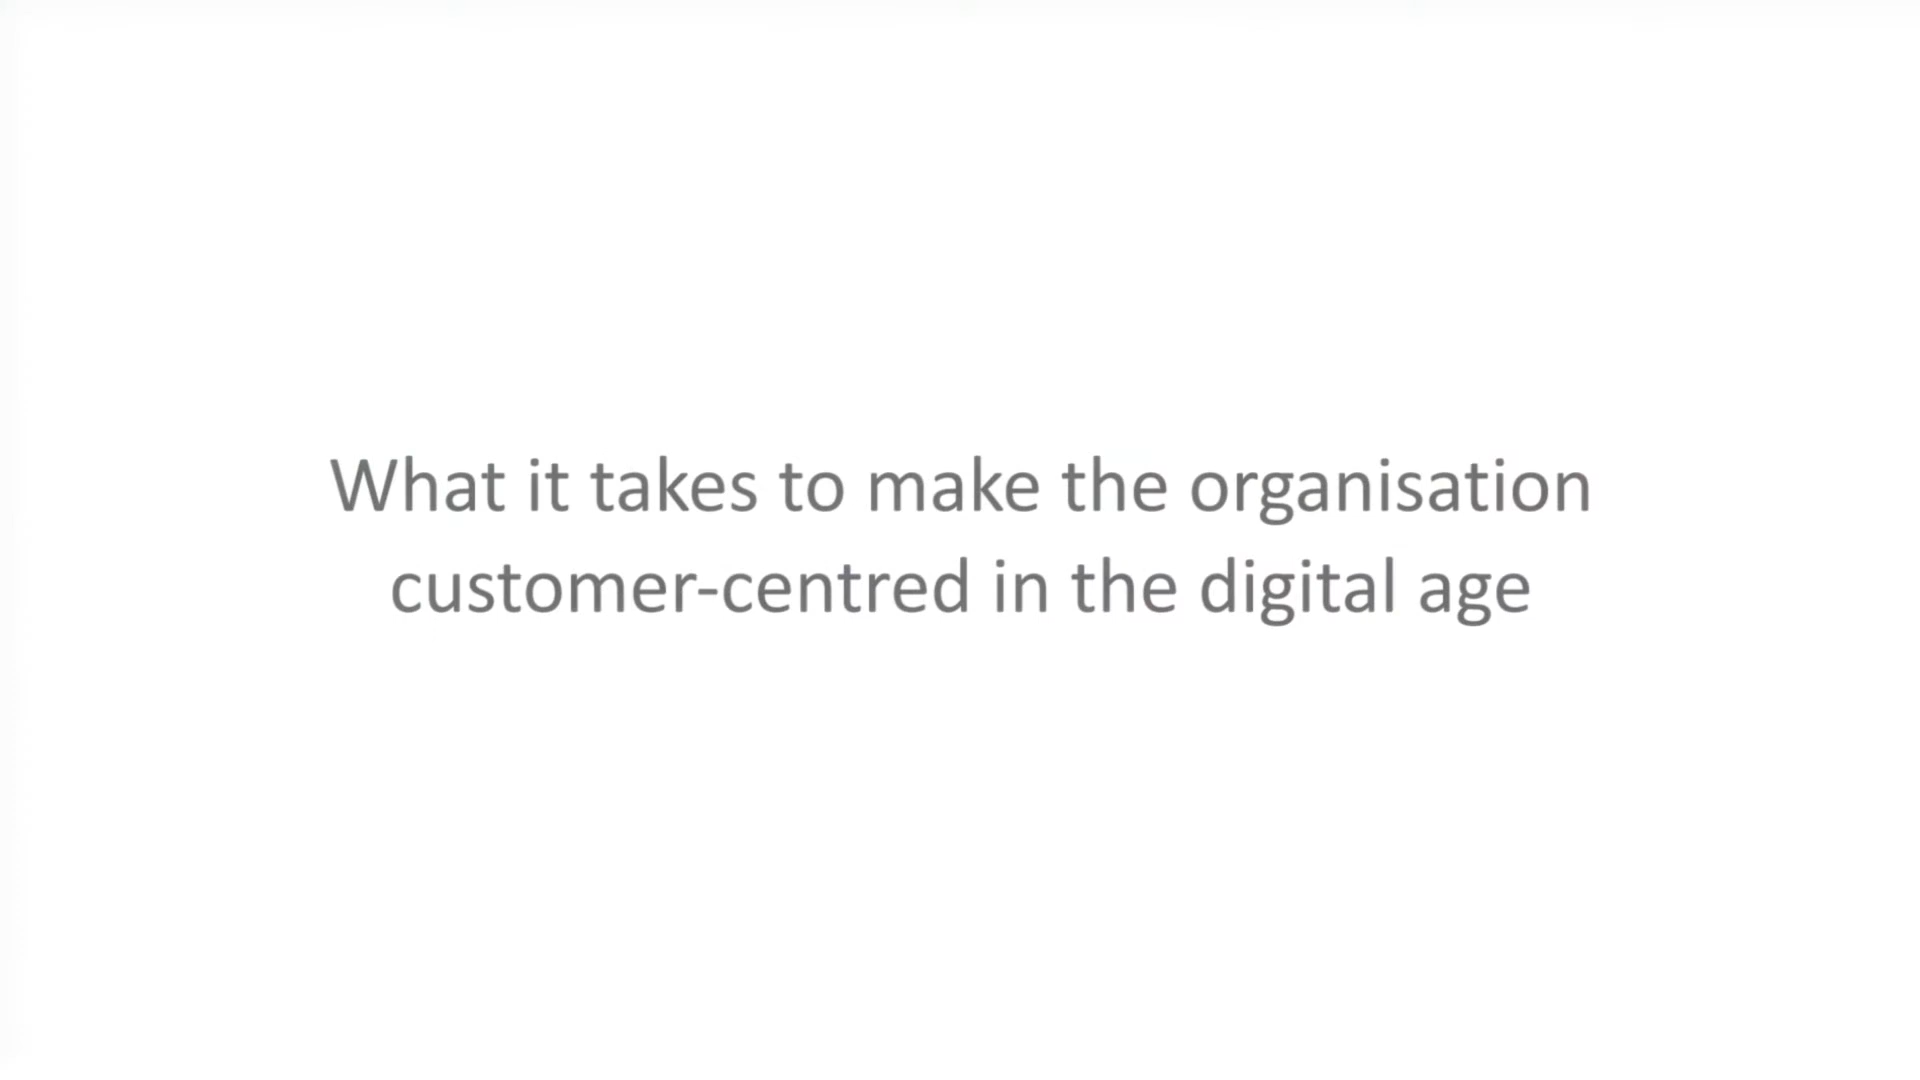 What it takes to make the organisation
customer-centred in the digital age